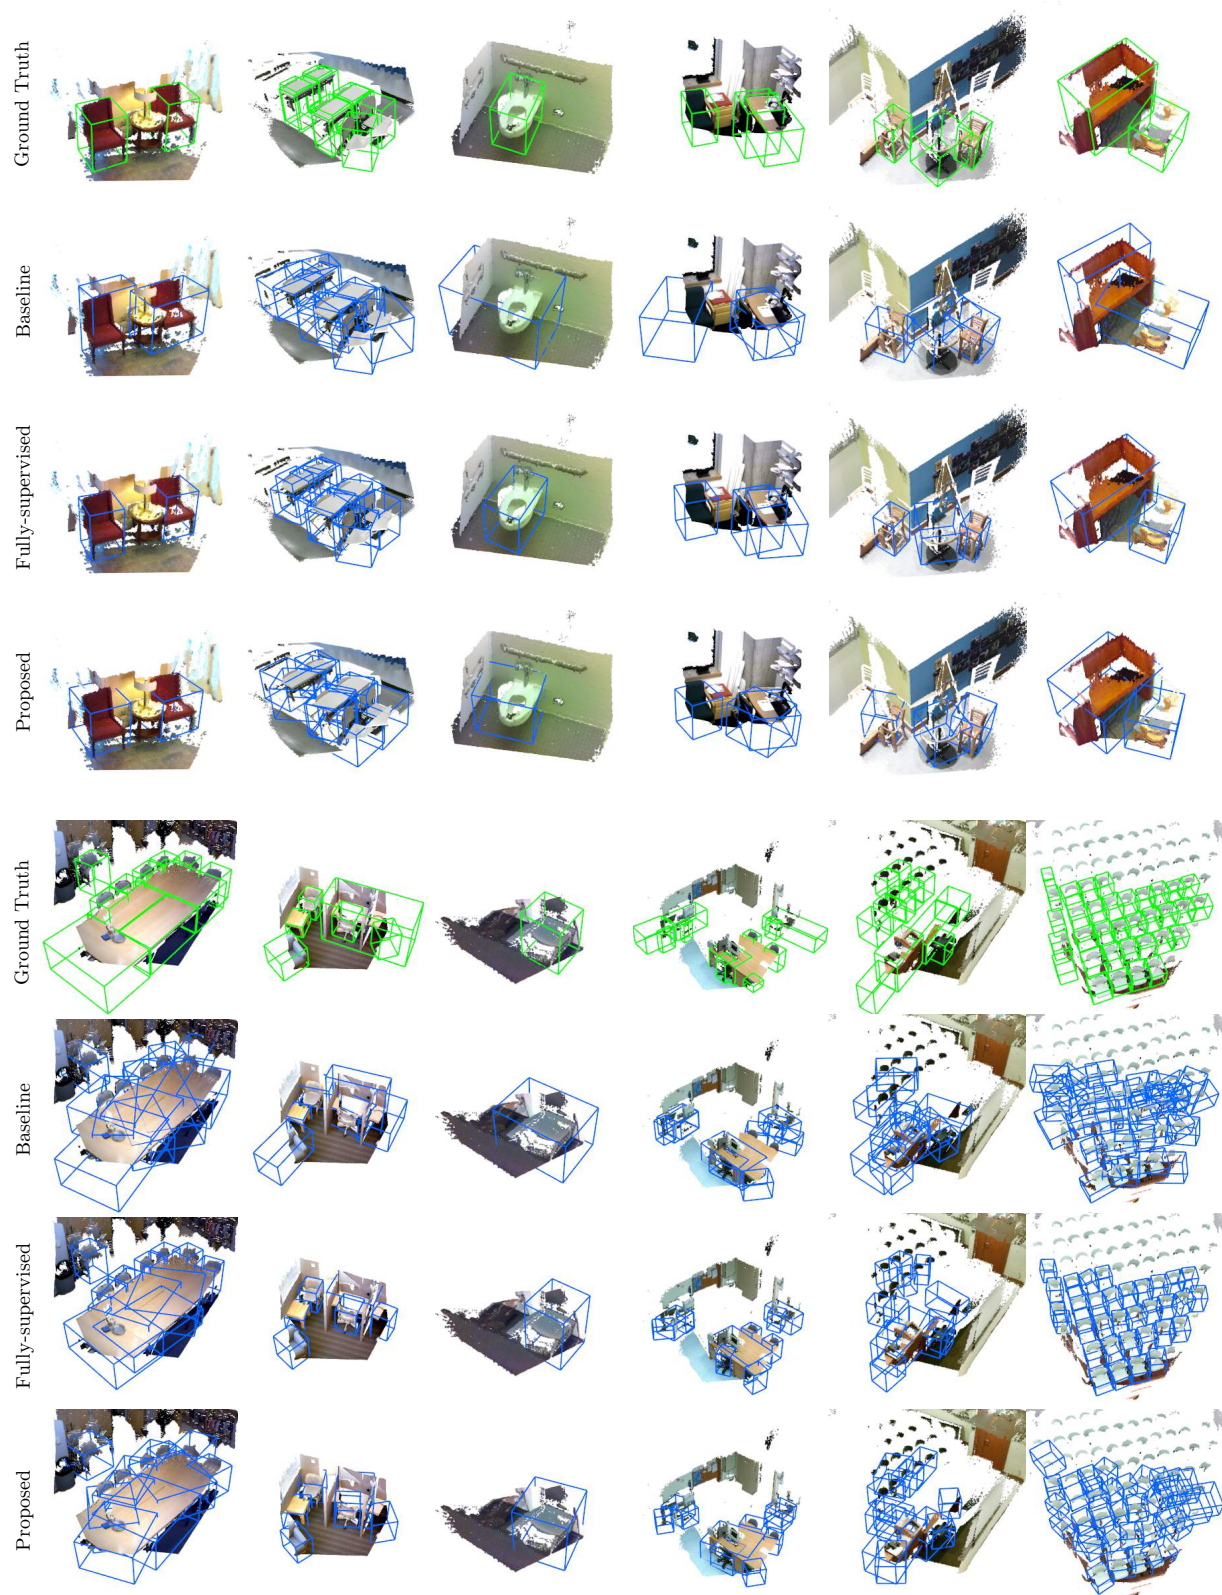 Ground Truth
Baseline
Fully-supervised
Proposed
Ground Truth
Baseline
Fully-supervised
Proposed